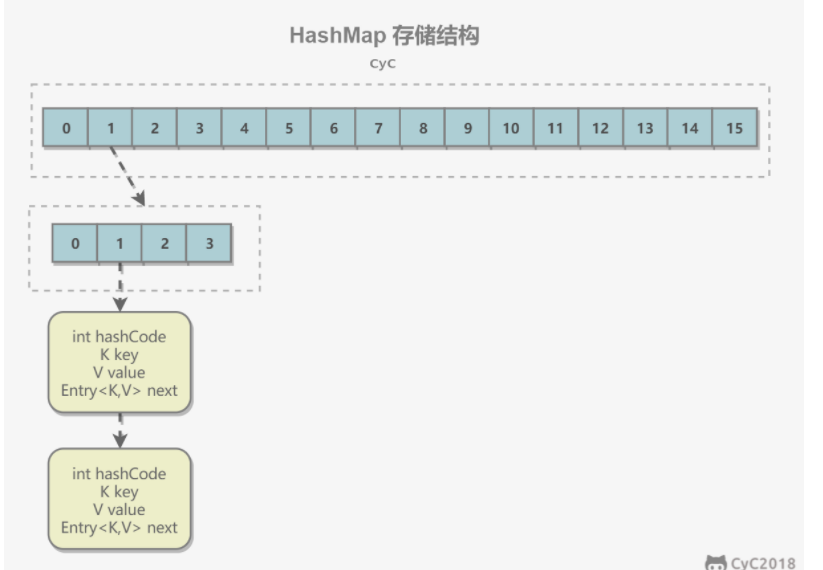 HashMap 存储结构
CyC
0 1 2 3 4 5 6 7 8 9 10 11 12 13 14 15
0 1 2 3
int hashCode
K key
V value
Entry<K,V> next
int hashCode
K key
V value
Entry<K,V> next
CyC2018